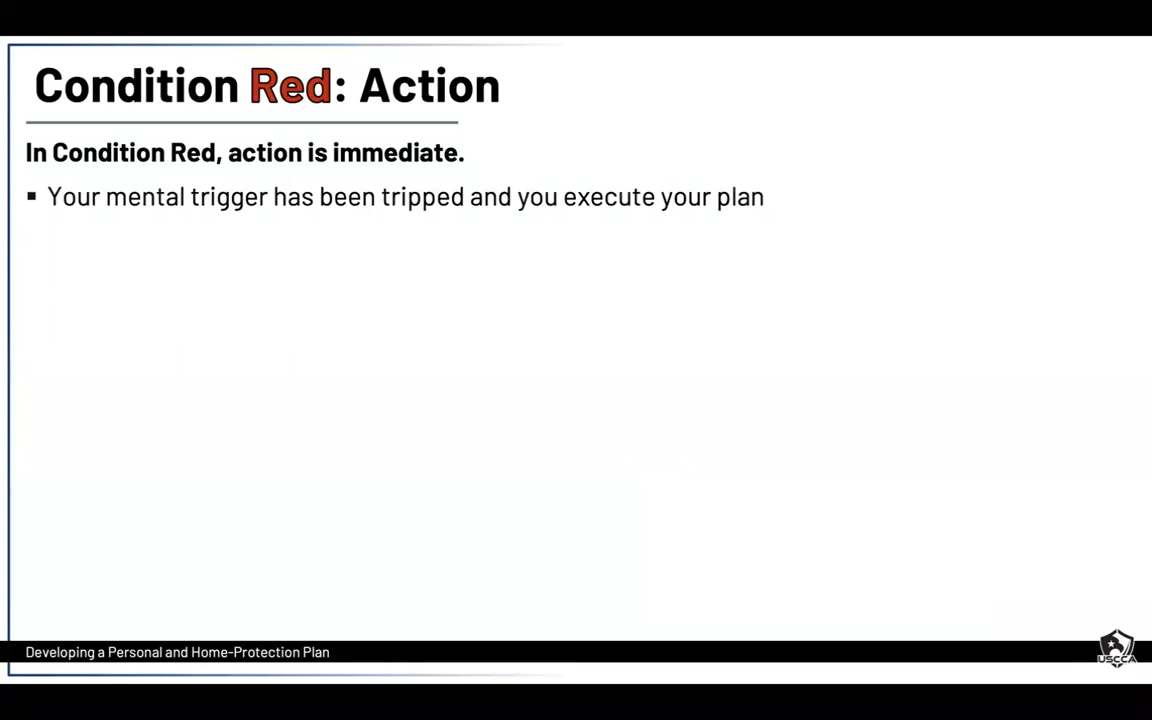 Condition Red: Action
In Condition Red, action is immediate.
▪ Your mental trigger has been tripped and you execute your plan
Developing a Personal and Home-Protection Plan
USCCA